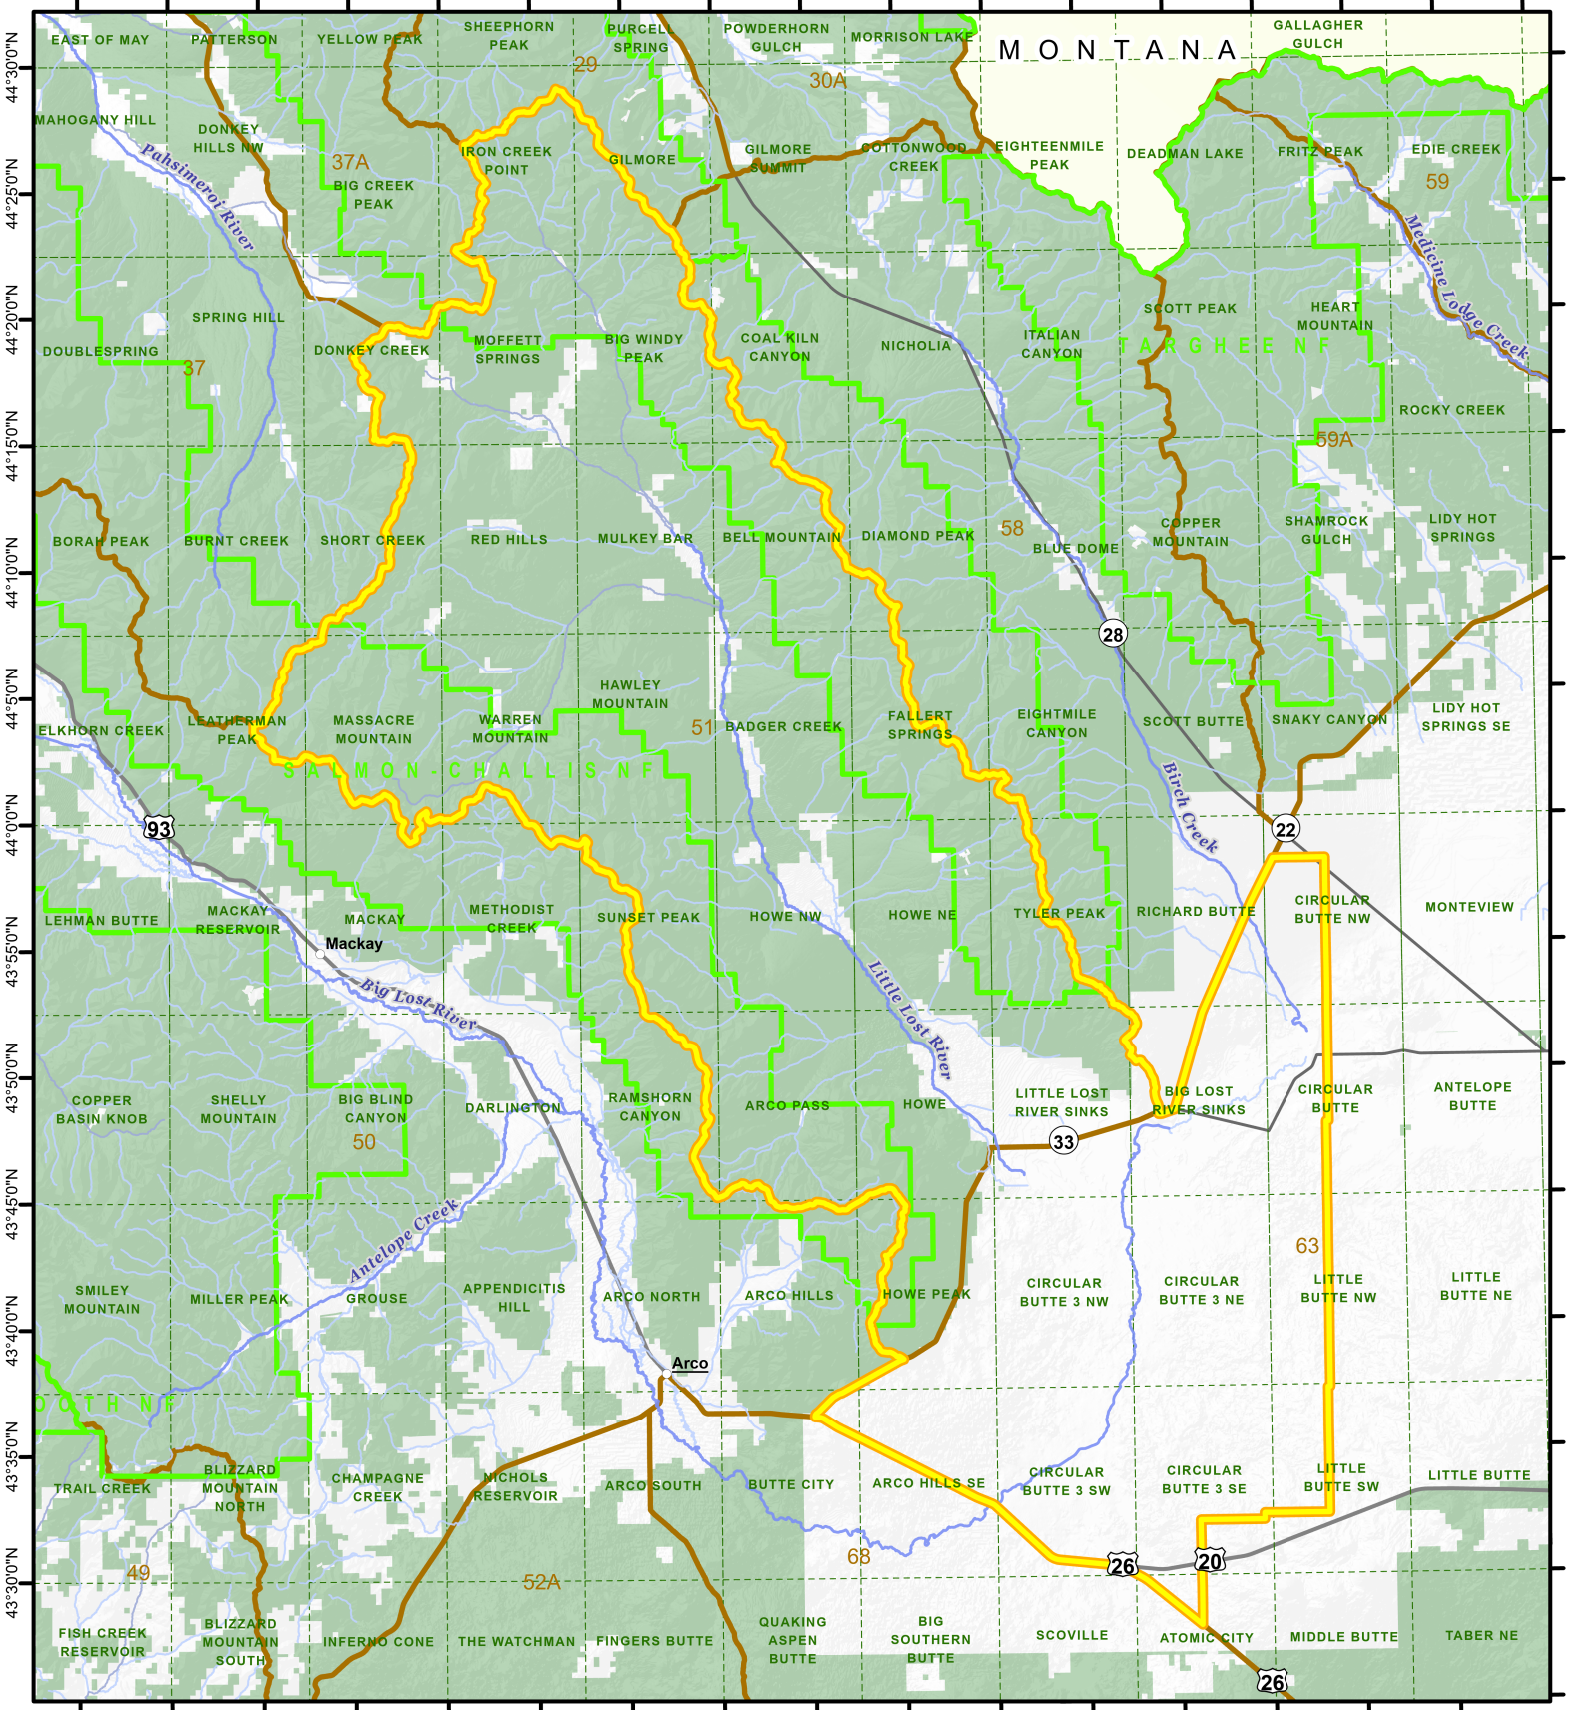 MONTANA
GALLAGHER
GULCH
EAST OF MAY
PATTERSON
YELLOW PEAK
SHEEPHORN
PEAK
PURCELL
SPRING
POWDERHORN
GULCH
MORRISON LAKE
29
30A
44°30'0"N
MAHOGANY HILL
DONKEY
HILLS NW
37A
IRON CREEK
POINT
GILMORE
GILMORE
SUMMIT
COTTONWOOD
CREEK
EIGHTEENMILE
PEAK
DEADMAN LAKE
FRITZ PEAK
EDIE CREEK
59
Pahsimeroi River
BIG CREEK
PEAK
44°25'0"N
Medicine Lodge Creek
44°20'0"N
SPRING HILL
DOUBLESPRING
37
DONKEY CREEK
MOFFETT
SPRINGS
BIG WINDY
PEAK
COAL KILN
CANYON
NICHOLIA
ITALIAN
CANYON
SCOTT PEAK
HEART
MOUNTAIN
TARGHEE NF
ROCKY CREEK
59A
44°15'0"N
BORAH PEAK
BURNT CREEK
SHORT CREEK
RED HILLS
MULKEY BAR
BELL MOUNTAIN
DIAMOND PEAK
58
BLUE DOME
COPPER
MOUNTAIN
SHAMROCK
GULCH
LIDY HOT
SPRINGS
44°10'0"N
28
44°5'0"N
ELKHORN CREEK
LEATHERMAN
PEAK
MASSACRE
MOUNTAIN
WARREN
MOUNTAIN
HAWLEY
MOUNTAIN
51
BADGER CREEK
FALLERT
SPRINGS
EIGHTMILE
CANYON
SCOTT BUTTE
SNAKY CANYON
LIDY HOT
SPRINGS SE
SALMON-CHALLIS NF
Birch Creek
93
22
44°0'0"N
LEHMAN BUTTE
MACKAY
RESERVOIR
MACKAY
METHODIST
CREEK
SUNSET PEAK
HOWE NW
HOWE NE
TYLER PEAK
RICHARD BUTTE
CIRCULAR
BUTTE NW
MONTEVIEW
Mackay
43°55'0"N
Big Lost River
Little Lost River
43°50'0"N
COPPER
BASIN KNOB
SHELLY
MOUNTAIN
BIG BLIND
CANYON
50
DARLINGTON
RAMSHORN
CANYON
ARCO PASS
HOWE
LITTLE LOST
RIVER SINKS
BIG LOST
RIVER SINKS
CIRCULAR
BUTTE
ANTELOPE
BUTTE
33
43°45'0"N
Antelope Creek
63
SMILEY
MOUNTAIN
MILLER PEAK
GROUSE
APPENDICITIS
HILL
ARCO NORTH
ARCO HILLS
HOWE PEAK
CIRCULAR
BUTTE 3 NW
CIRCULAR
BUTTE 3 NE
LITTLE
BUTTE NW
LITTLE
BUTTE NE
43°40'0"N
Arco
OOTH NF
43°35'0"N
TRAIL CREEK
BLIZZARD
MOUNTAIN
NORTH
CHAMPAGNE
CREEK
NICHOLS
RESERVOIR
ARCO SOUTH
BUTTE CITY
ARCO HILLS SE
CIRCULAR
BUTTE 3 SW
CIRCULAR
BUTTE 3 SE
LITTLE
BUTTE SW
LITTLE BUTTE
49
52A
68
26
20
43°30'0"N
FISH CREEK
RESERVOIR
BLIZZARD
MOUNTAIN
SOUTH
INFERNO CONE
THE WATCHMAN
FINGERS BUTTE
QUAKING
ASPEN
BUTTE
BIG
SOUTHERN
BUTTE
SCOVILLE
ATOMIC CITY
MIDDLE BUTTE
TABER NE
26